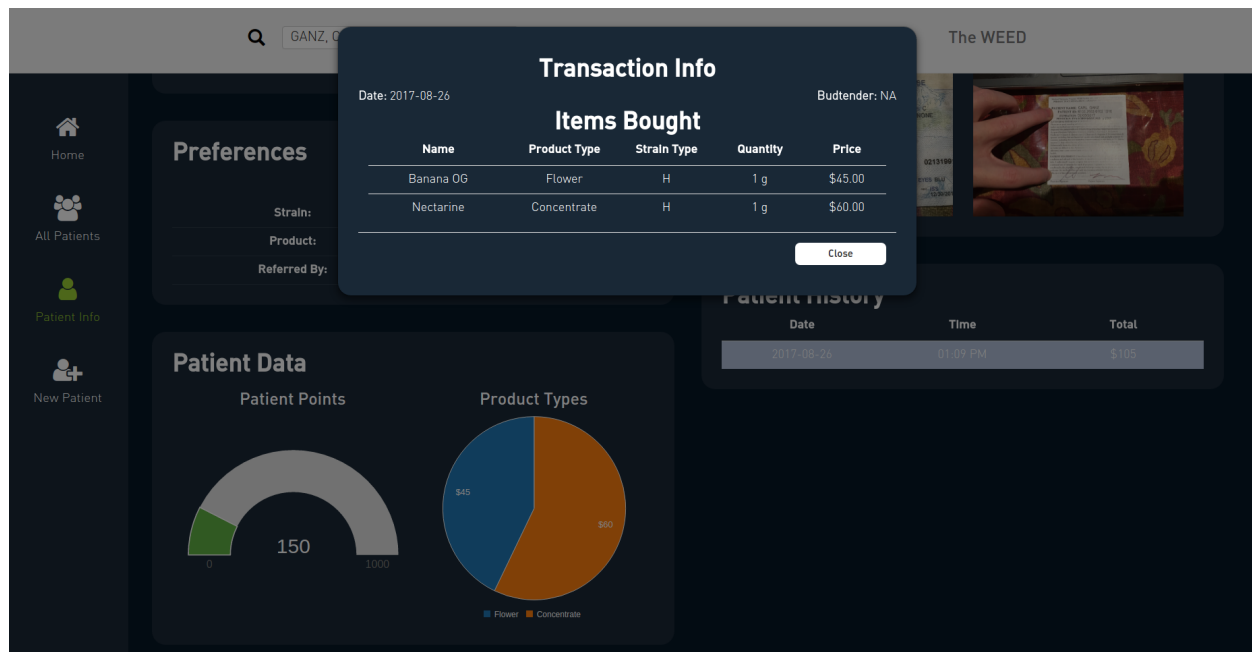 GANZ, C
The WEED
Transaction Info
Date: 2017-08-26 Budtender: NA
Items Bought
Name Product Type Strain Type Quantity Price
Banana OG Flower H 1 g $45.00
Nectarine Concentrate H 1 g $60.00
Close
Home
All Patients
Patient Info
New Patient
Preferences
Strain:
Product:
Referred By:
0213190
Patient History
Date Time Total
2017-08-26 01:09 PM $105
Patient Data
Patient Points
150
0 1000
Product Types
$45
$60
Flower Concentrate